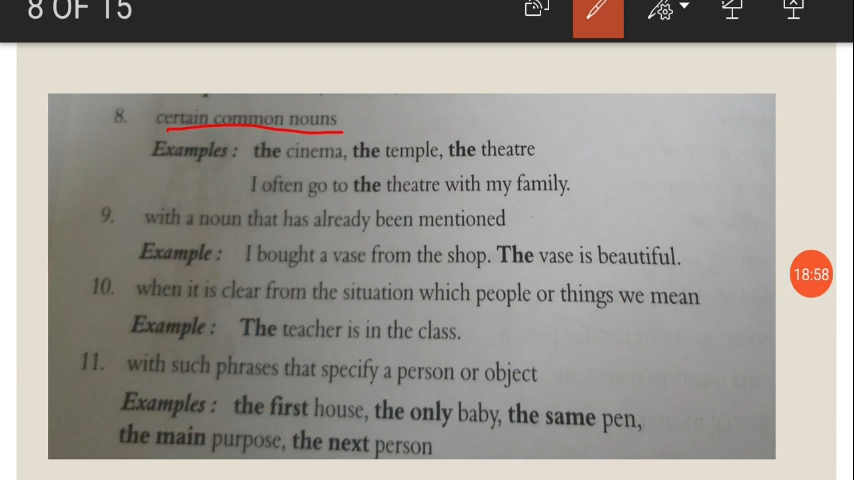 8 OF 15
8. certain common nouns
Examples : the cinema, the temple, the theatre
I often go to the theatre with my family.
9. with a noun that has already been mentioned
Example : I bought a vase from the shop. The vase is beautiful.
18:58
10. when it is clear from the situation which people or things we mean
Example : The teacher is in the class.
11. with such phrases that specify a person or object
Examples : the first house, the only baby, the same pen,
the main purpose, the next person